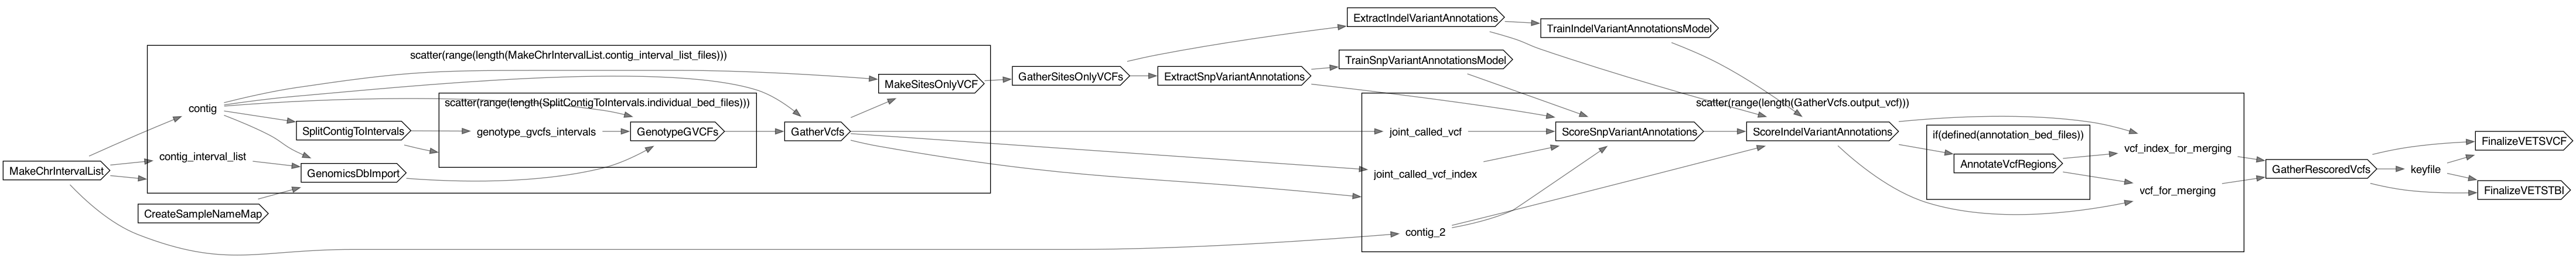 MakeChrIntervalList
scatter(range(length(MakeChrIntervalList.contig_interval_list_files)))
contig
contig_interval_list
CreateSampleNameMap
SplitContigToIntervals
GenomicsDbImport
scatter(range(length(SplitContigToIntervals.individual_bed_files)))
genotype_gvcfs_intervals
GenotypeGVCFs
GatherVcfs
MakeSitesOnlyVCF
GatherSitesOnlyVCFs
ExtractSnpVariantAnnotations
ExtractIndelVariantAnnotations
TrainSnpVariantAnnotationsModel
TrainIndelVariantAnnotationsModel
scatter(range(length(GatherVcfs.output_vcf)))
joint_called_vcf
joint_called_vcf_index
contig_2
ScoreSnpVariantAnnotations
ScoreIndelVariantAnnotations
if(defined(annotation_bed_files))
AnnotateVcfRegions
vcf_index_for_merging
vcf_for_merging
GatherRescoredVcfs
keyfile
FinalizeVETSVCF
FinalizeVETSTBI